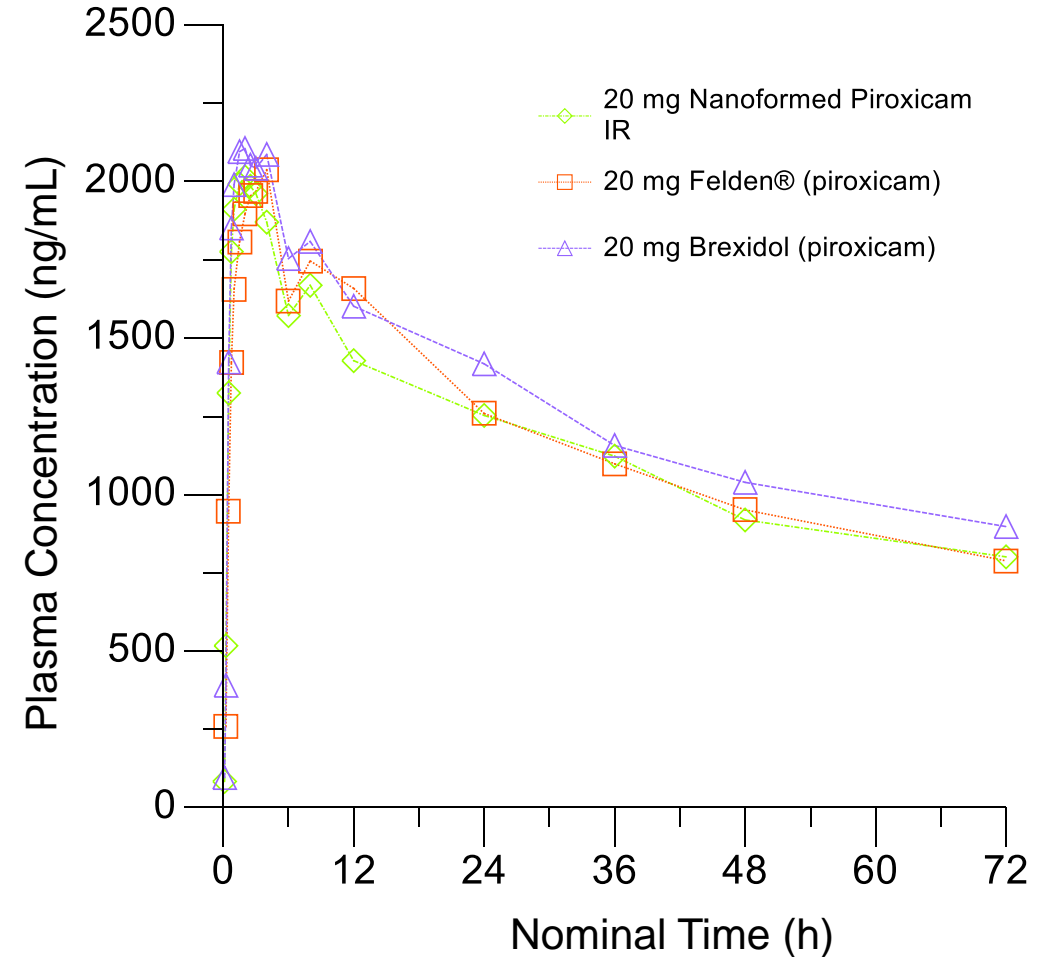 2500
2000
1500
1000
500
0
Plasma Concentration (ng/mL)
20 mg Nanoformed Piroxicam
IR
20 mg Felden® (piroxicam)
20 mg Brexidol (piroxicam)
0 12 24 36 48 60 72
Nominal Time (h)